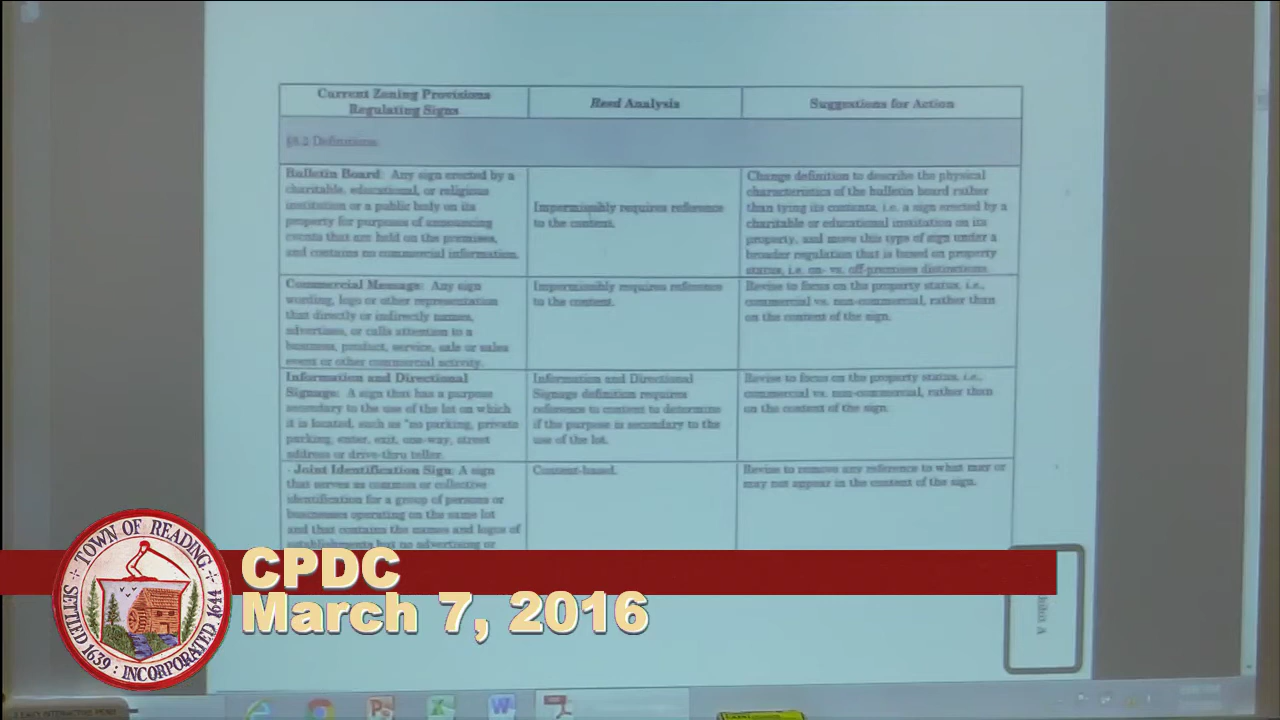 Current Zoning Provisions
Regulating Signs
Reed Analysis
Suggestions for Action
§8.2 Definitions
Bulletin Board: Any sign erected by a
charitable, educational, or religious
institution or a public body on its
property for purposes of announcing
events that are held on the premises,
and contains no commercial information.
Impermissibly requires reference
to the content.
Change definition to describe the physical
characteristics of the bulletin board rather
than tying its contents, i.e. a sign erected by a
charitable or educational institution on its
property, and move this type of sign under a
broader regulation that is based on property
status, i.e. on- vs. off-premises distinctions.
Commercial Message: Any sign
wording, logo or other representation
that directly or indirectly names,
advertises, or calls attention to a
business, product, service, sale or sales
event or other commercial activity.
Impermissibly requires reference
to the content.
Revise to focus on the property status, i.e.,
commercial vs. non-commercial, rather than
on the content of the sign.
Information and Directional
Signage: A sign that has a purpose
secondary to the use of the lot on which
it is located, such as "no parking, private
parking, enter, exit, one-way, street
address or drive-thru teller.
Information and Directional
Signage definition requires
reference to content to determine
if the purpose is secondary to the
use of the lot.
Revise to focus on the property status, i.e.,
commercial vs. non-commercial, rather than
on the content of the sign.
Joint Identification Sign: A sign
that serves as common or collective
identification for a group of persons or
businesses operating on the same lot
and that contains the names and logos of
establishments but no advertising or
Content-based.
Revise to remove any reference to what may or
may not appear in the content of the sign.
TOWN OF READING
SETTLED 1639 : INCORPORATED 1644
CPDC
March 7, 2016